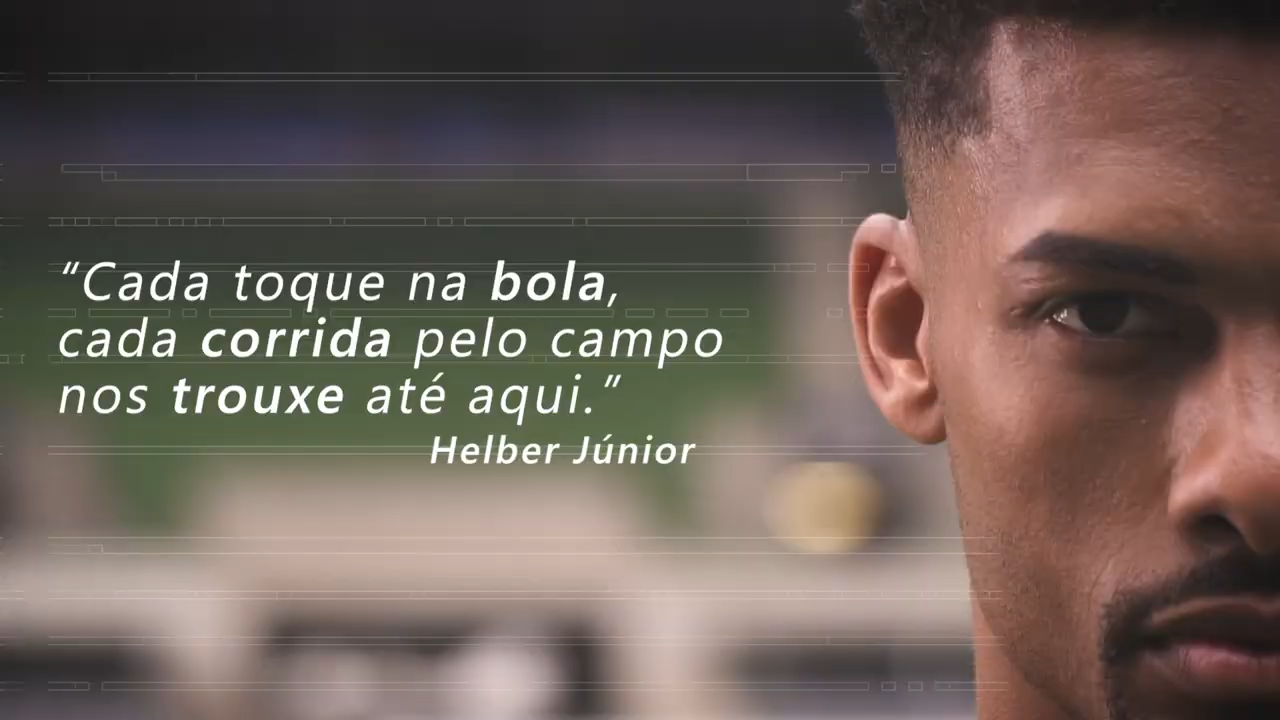 “Cada toque na bola,
cada corrida pelo campo
nos trouxe até aqui.”
Helber Júnior